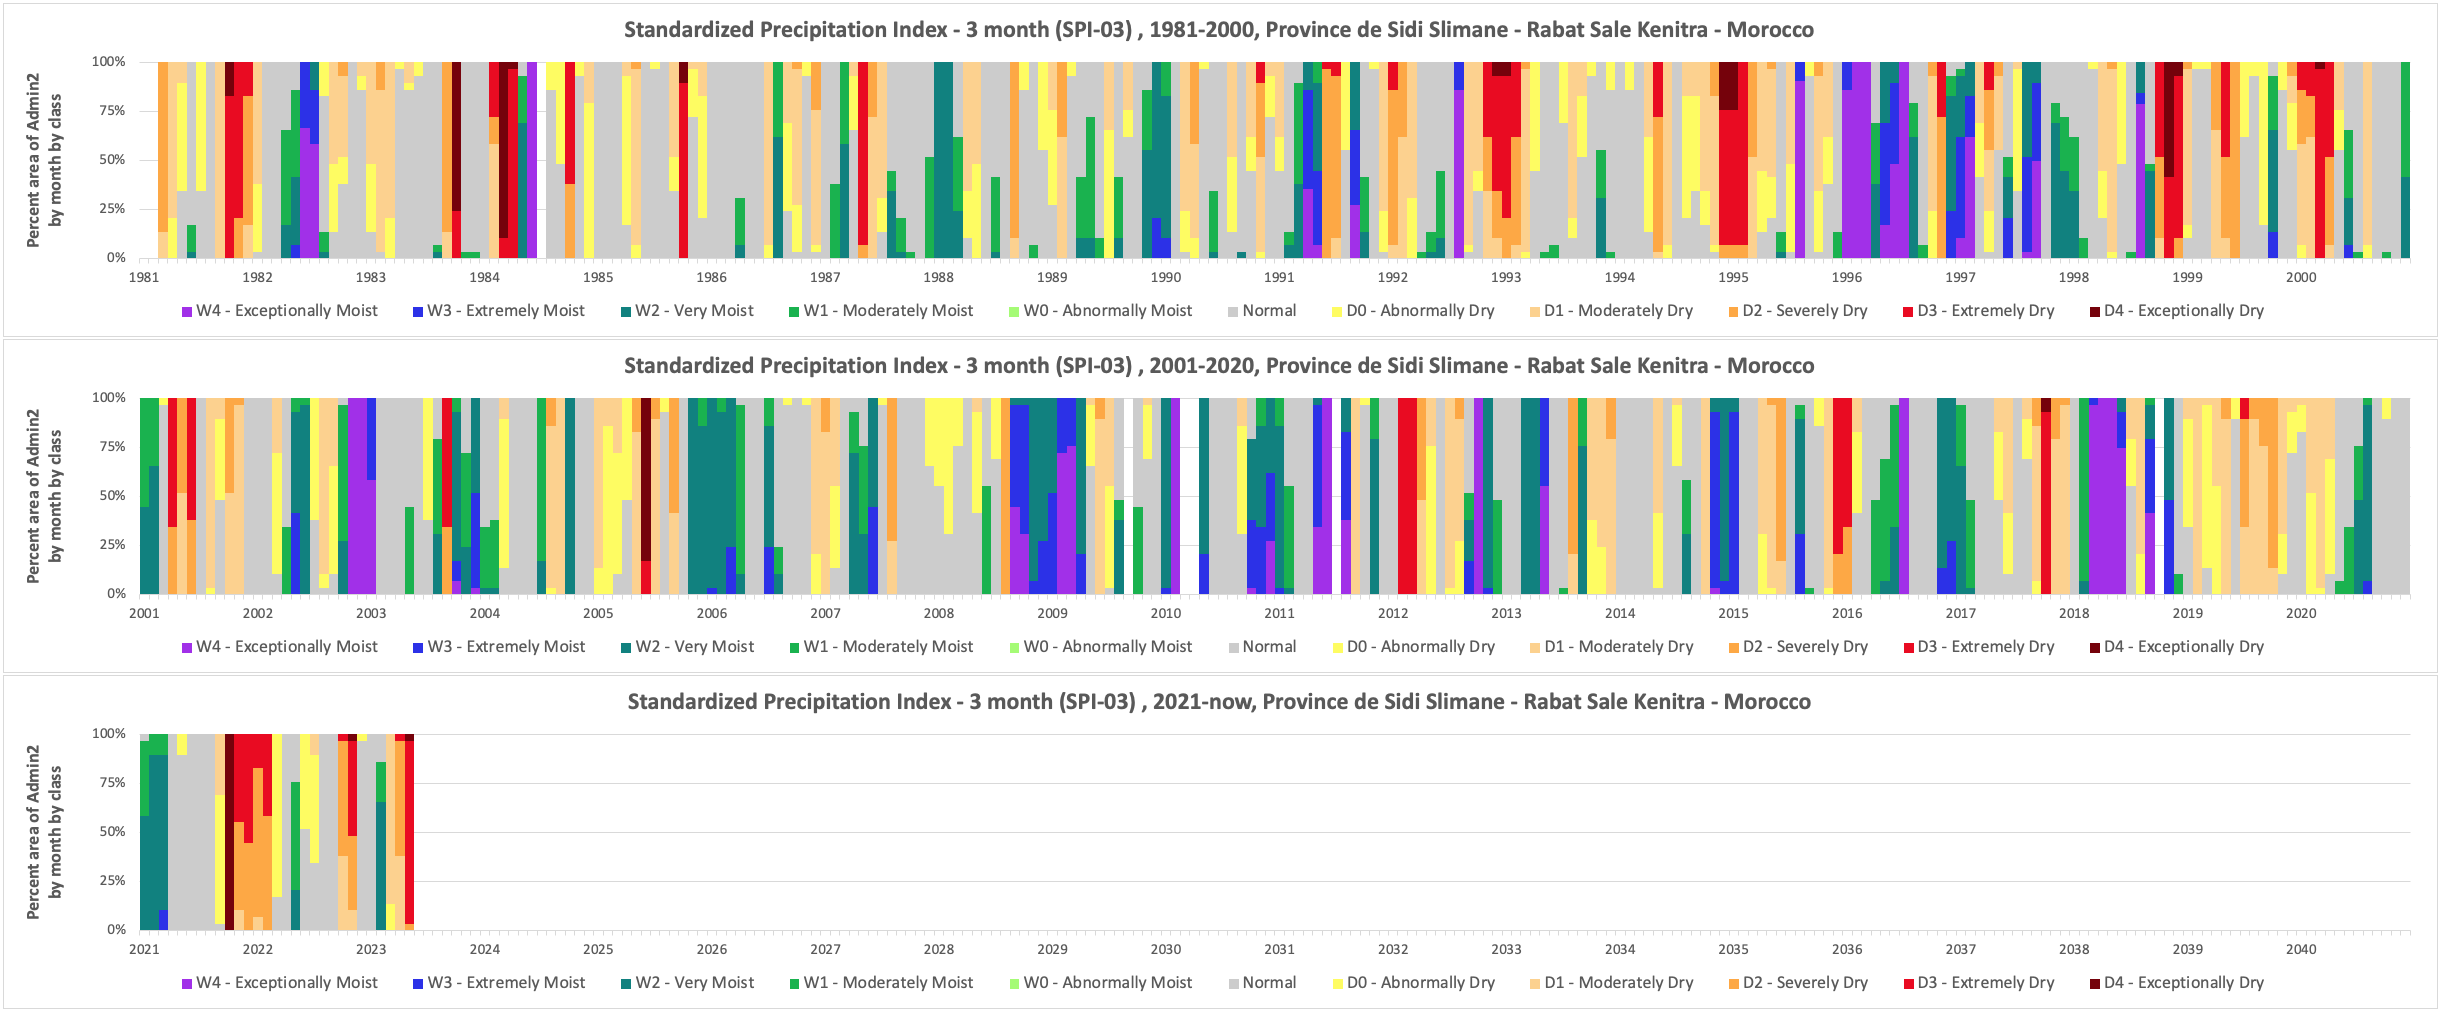 Standardized Precipitation Index - 3 month (SPI-03) , 1981-2000, Province de Sidi Slimane - Rabat Sale Kenitra - Morocco
Percent area of Admin2
by month by class
100%
75%
50%
25%
0%
1981 1982 1983 1984 1985 1986 1987 1988 1989 1990 1991 1992 1993 1994 1995 1996 1997 1998 1999 2000
W4 - Exceptionally Moist W3 - Extremely Moist W2 - Very Moist W1 - Moderately Moist W0 - Abnormally Moist Normal D0 - Abnormally Dry D1 - Moderately Dry D2 - Severely Dry D3 - Extremely Dry D4 - Exceptionally Dry
Standardized Precipitation Index - 3 month (SPI-03) , 2001-2020, Province de Sidi Slimane - Rabat Sale Kenitra - Morocco
Percent area of Admin2
by month by class
100%
75%
50%
25%
0%
2001 2002 2003 2004 2005 2006 2007 2008 2009 2010 2011 2012 2013 2014 2015 2016 2017 2018 2019 2020
W4 - Exceptionally Moist W3 - Extremely Moist W2 - Very Moist W1 - Moderately Moist W0 - Abnormally Moist Normal D0 - Abnormally Dry D1 - Moderately Dry D2 - Severely Dry D3 - Extremely Dry D4 - Exceptionally Dry
Standardized Precipitation Index - 3 month (SPI-03) , 2021-now, Province de Sidi Slimane - Rabat Sale Kenitra - Morocco
Percent area of Admin2
by month by class
100%
75%
50%
25%
0%
2021 2022 2023 2024 2025 2026 2027 2028 2029 2030 2031 2032 2033 2034 2035 2036 2037 2038 2039 2040
W4 - Exceptionally Moist W3 - Extremely Moist W2 - Very Moist W1 - Moderately Moist W0 - Abnormally Moist Normal D0 - Abnormally Dry D1 - Moderately Dry D2 - Severely Dry D3 - Extremely Dry D4 - Exceptionally Dry